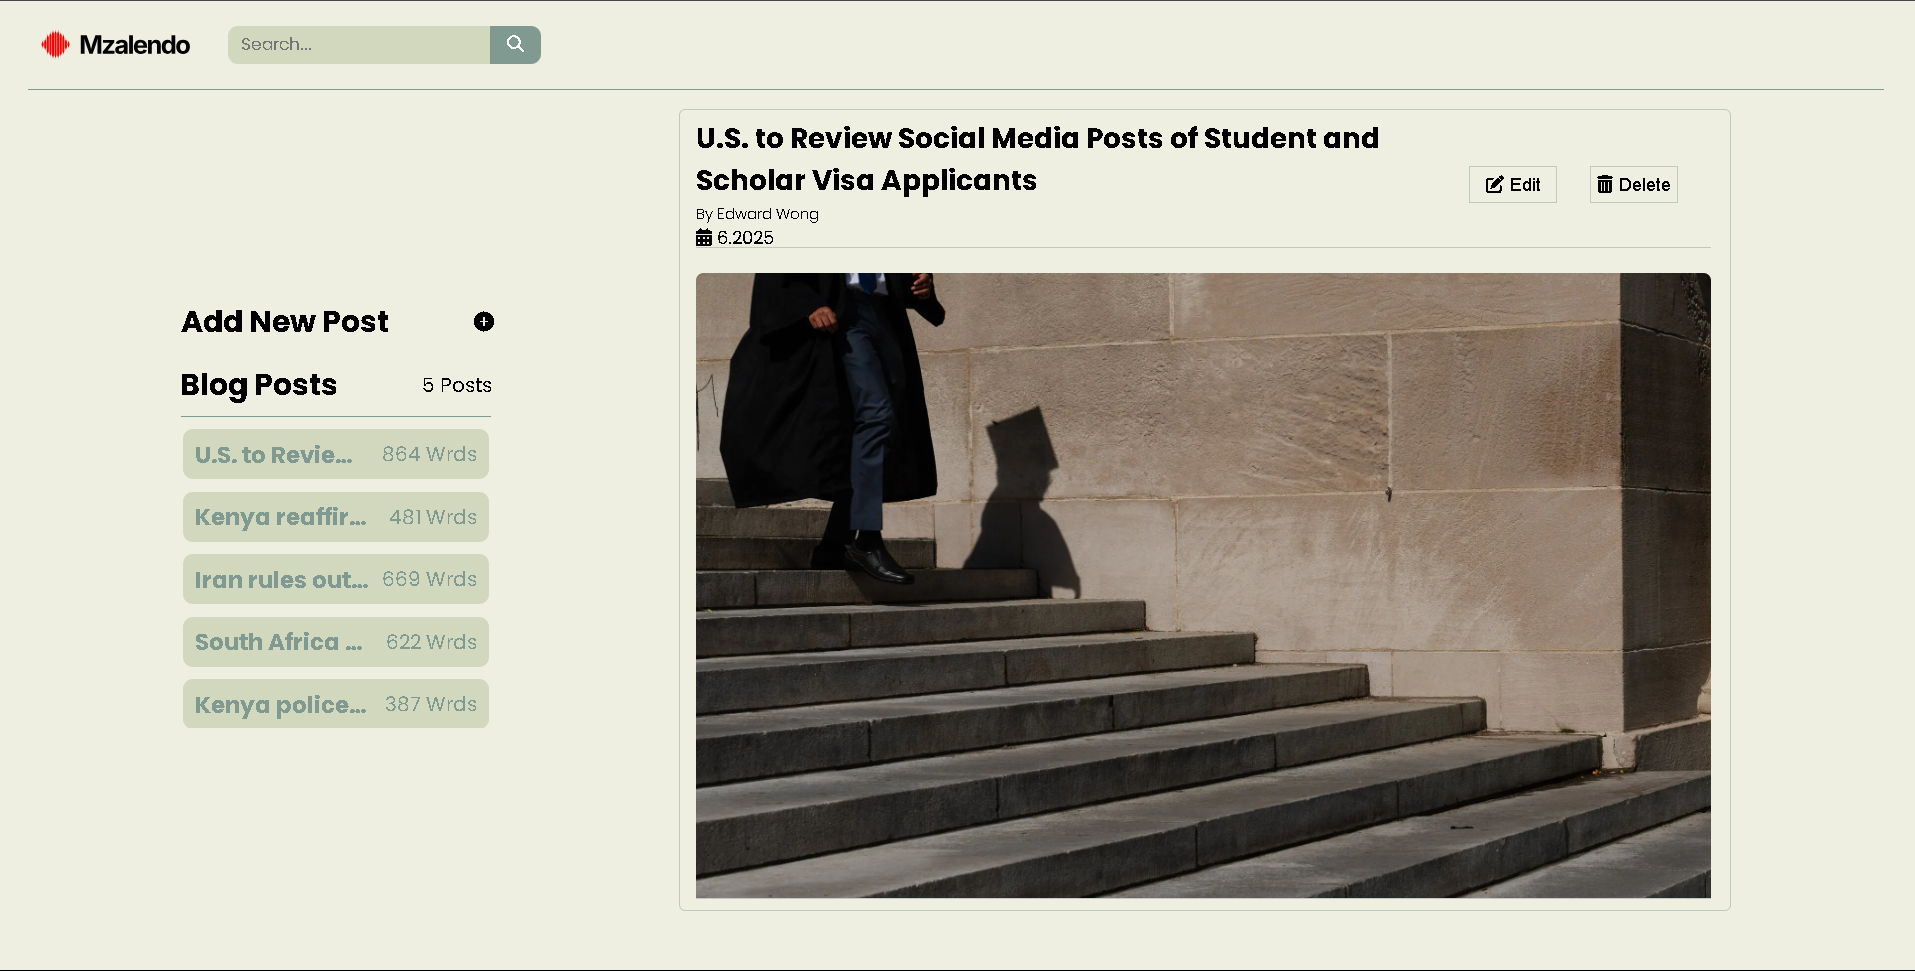 Mzalendo
Search...
U.S. to Review Social Media Posts of Student and
Scholar Visa Applicants
Edit
Delete
By Edward Wong
6.2025
Add New Post
Blog Posts
5 Posts
U.S. to Revie...
864 Wrds
Kenya reaffir...
481 Wrds
Iran rules out...
669 Wrds
South Africa ...
622 Wrds
Kenya police...
387 Wrds